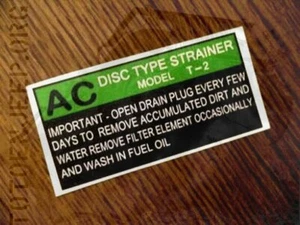 AC DISC TYPE STRAINER
MODEL T-2
IMPORTANT - OPEN DRAIN PLUG EVERY FEW
DAYS TO REMOVE ACCUMULATED DIRT AND
WATER REMOVE FILTER ELEMENT OCCASIONALLY
AND WASH IN FUEL OIL